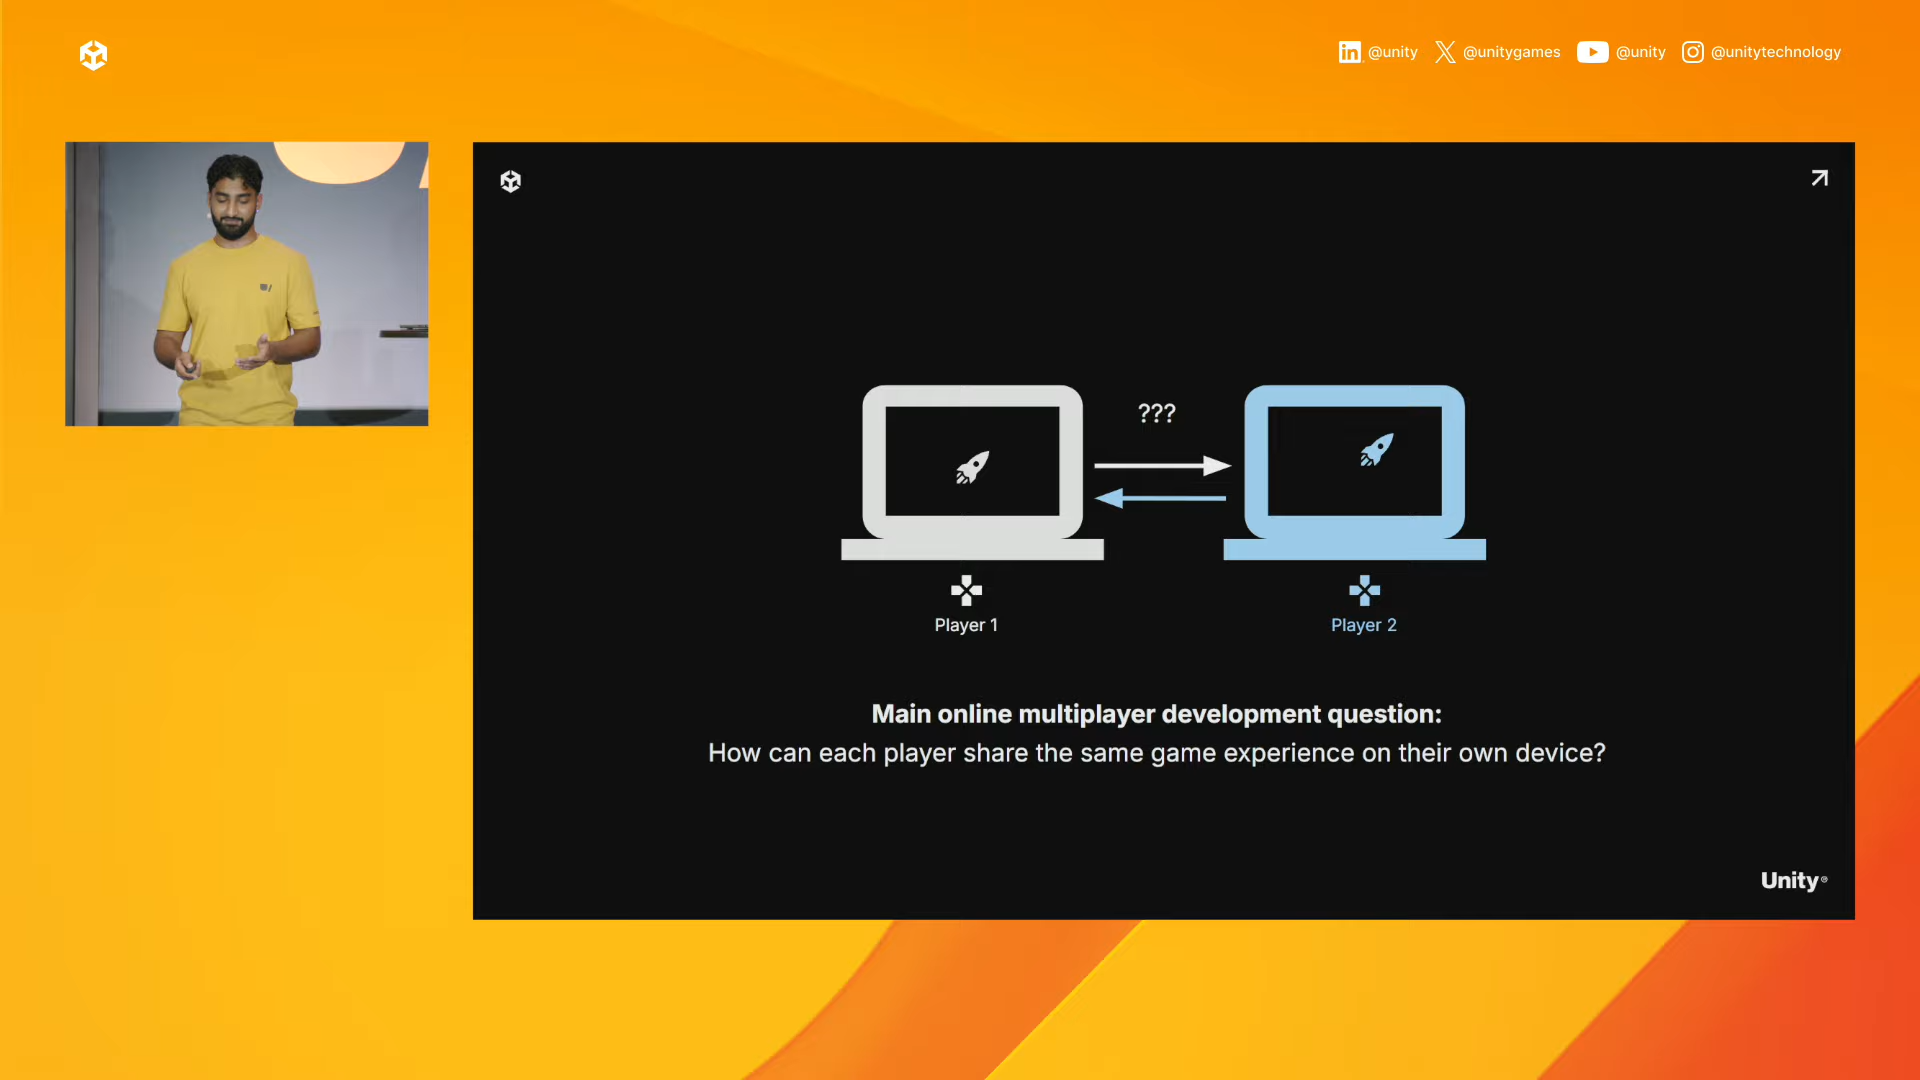 @unity
@unitygames
@unity
@unitytechnology
???
Player 1
Player 2
Main online multiplayer development question:
How can each player share the same game experience on their own device?
Unity